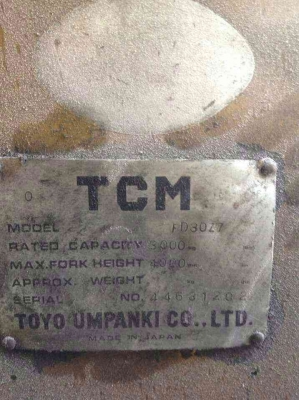 TCM
MODEL FD30Z7
RATED CAPACITY 3000
MAX. FORK HEIGHT
APPROX. WEIGHT
SERIAL NO. 44631202
TOYO UMPANKI CO., LTD.
MADE IN JAPAN